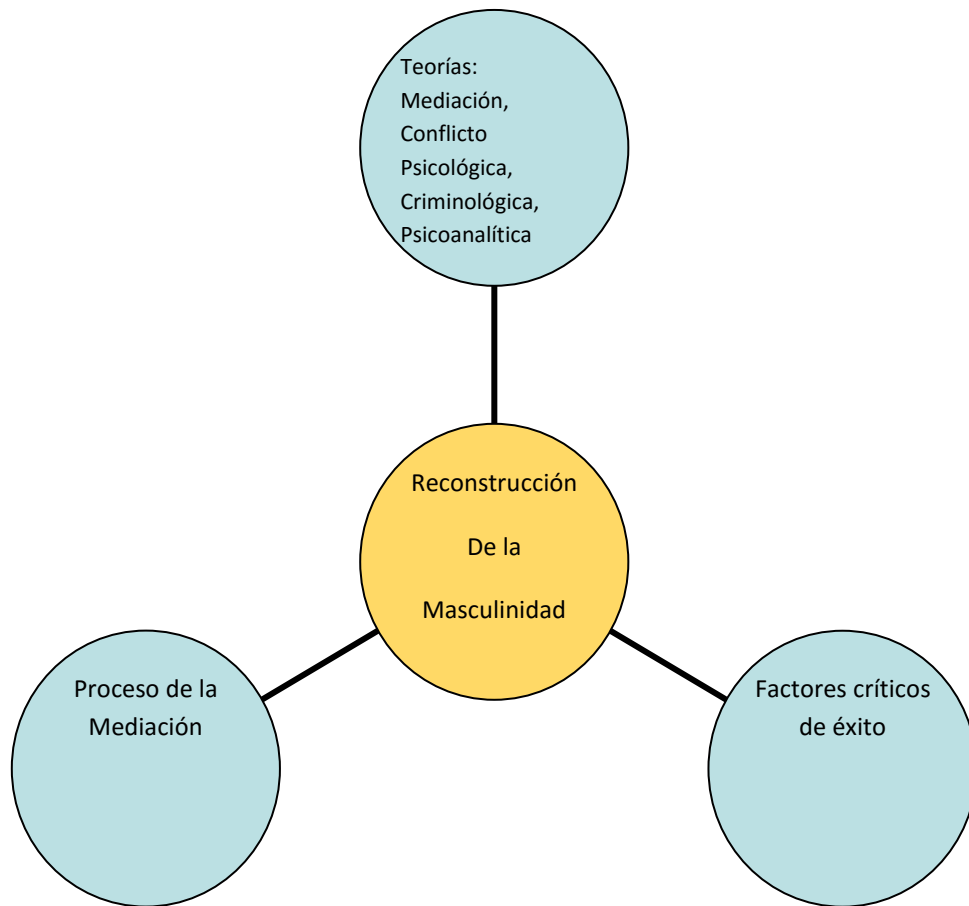 Teorías:
Mediación,
Conflicto
Psicológica,
Criminológica,
Psicoanalítica
Reconstrucción
De la
Masculinidad
Proceso de la
Mediación
Factores críticos
de éxito